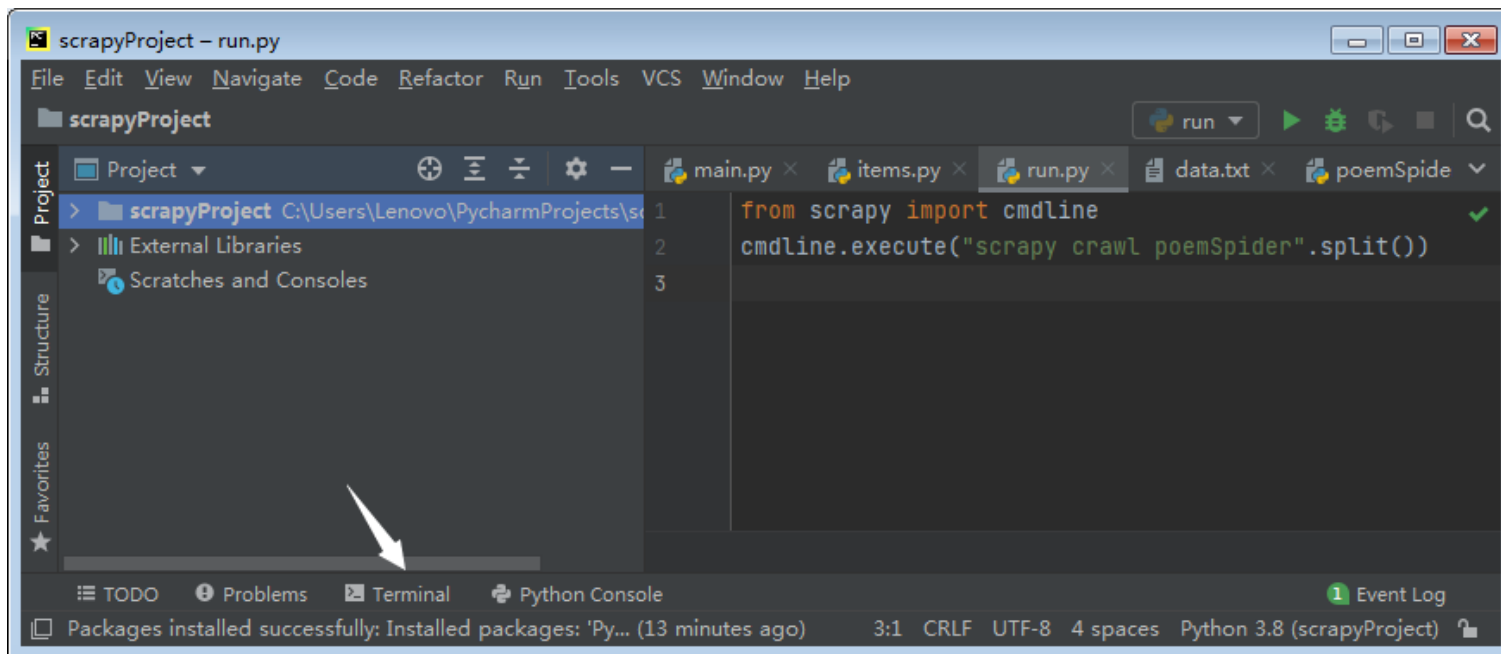 scrapyProject – run.py
File Edit View Navigate Code Refactor Run Tools VCS Window Help
scrapyProject
run
Project
main.py
items.py
run.py
data.txt
poemSpide
Project
Structure
Favorites
scrapyProject C:\Users\Lenovo\PycharmProjects\sc
External Libraries
Scratches and Consoles
1 from scrapy import cmdline
2 cmdline.execute("scrapy crawl poemSpider".split())
3
TODO Problems Terminal Python Console 1 Event Log
Packages installed successfully: Installed packages: 'Py... (13 minutes ago) 3:1 CRLF UTF-8 4 spaces Python 3.8 (scrapyProject)